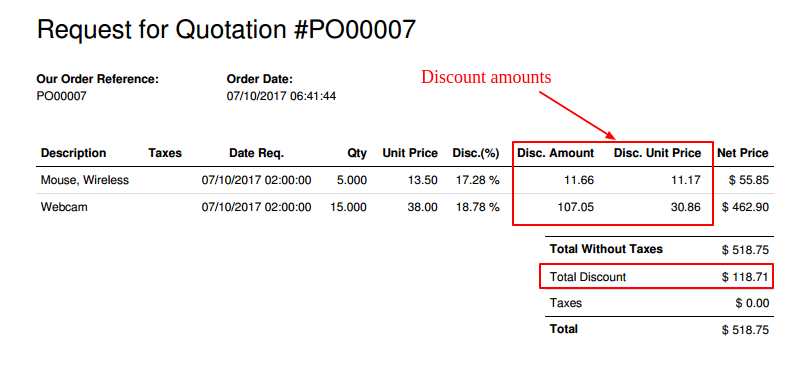 Request for Quotation #PO00007
Discount amounts
Our Order Reference: Order Date:
PO00007 07/10/2017 06:41:44
Description Taxes Date Req. Qty Unit Price Disc.(%) Disc. Amount Disc. Unit Price Net Price
Mouse, Wireless 07/10/2017 02:00:00 5.000 13.50 17.28 % 11.66 11.17 $ 55.85
Webcam 07/10/2017 02:00:00 15.000 38.00 18.78 % 107.05 30.86 $ 462.90
Total Without Taxes $ 518.75
Total Discount $ 118.71
Taxes $ 0.00
Total $ 518.75